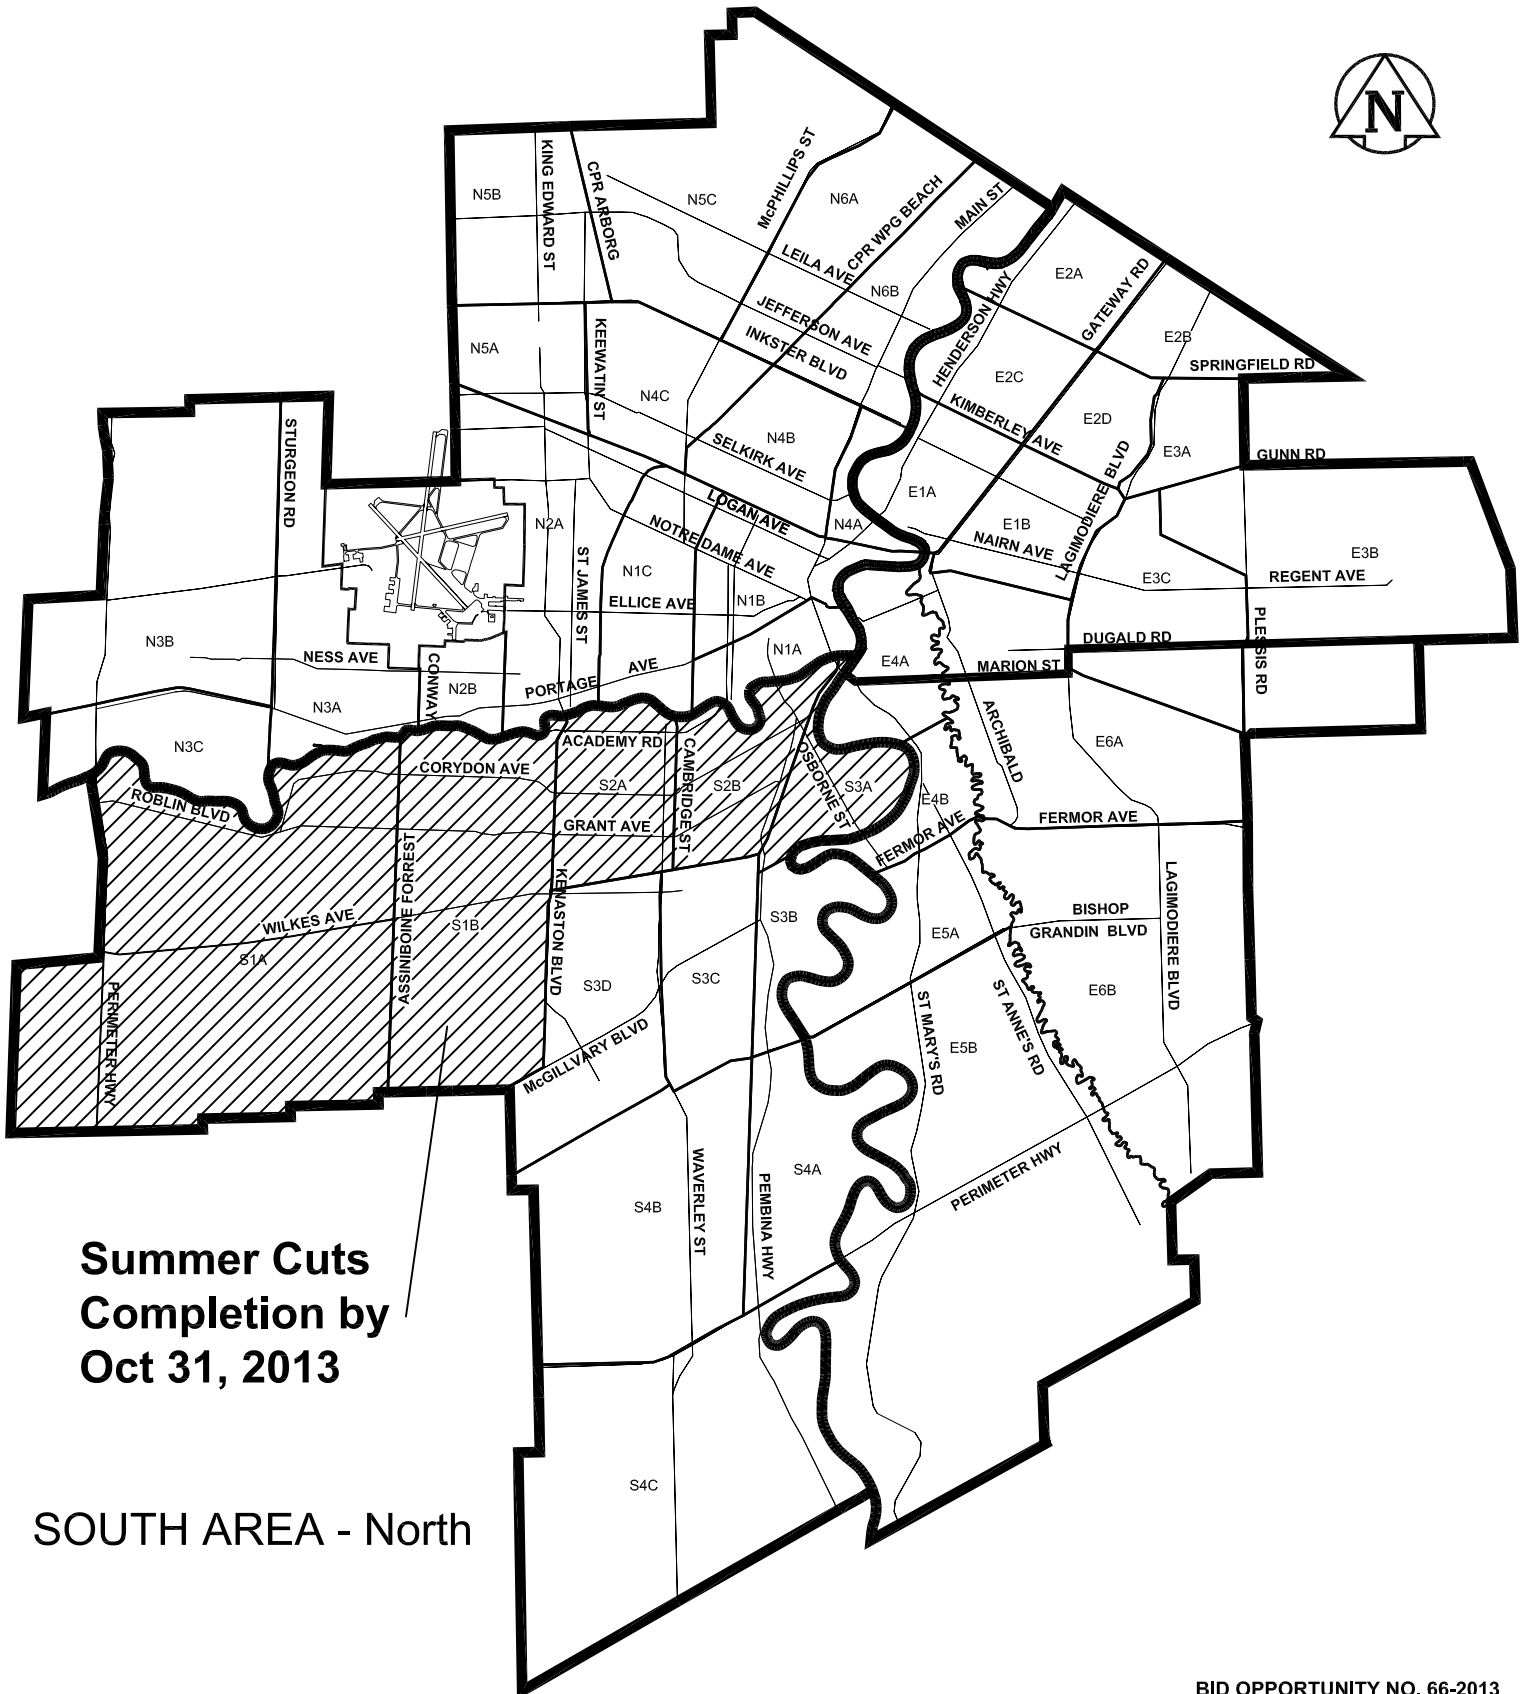 N
KING EDWARD ST
CPR ARBORG
McPHILLIPS ST
N5B
N5C
N6A
CPR WPG BEACH
MAIN ST
LEILA AVE
N6B
JEFFERSON AVE
INKSTER BLVD
HENDERSON HWY
E2A
GATEWAY RD
E2B
SPRINGFIELD RD
N5A
KEEWATIN ST
N4C
E2C
KIMBERLEY AVE
E2D
LAGIMODIERE BLVD
E3A
GUNN RD
STURGEON RD
N4B
SELKIRK AVE
LOGAN AVE
NOTRE DAME AVE
N2A
N4A
E1A
E1B
NAIRN AVE
E3B
E3C
REGENT AVE
ST JAMES ST
N1C
ELLICE AVE
N1B
N3B
NESS AVE
CONWAY
N2B
PORTAGE
AVE
N1A
E4A
MARION ST
DUGALD RD
PLESSIS RD
N3A
N3C
ACADEMY RD
CORYDON AVE
CAMBRIDGE ST
OSBORNE ST
ARCHIBALD
E6A
ROBLIN BLVD
S2A
S2B
S3A
GRANT AVE
E4B
FERMOR AVE
FERMOR AVE
ASSINIBOINE FORREST
KENASTON BLVD
LAGIMODIERE BLVD
WILKES AVE
S1A
S1B
S3B
E5A
BISHOP
GRANDIN BLVD
PERIMETER HWY
S3D
S3C
E6B
McGILLVARY BLVD
ST MARY'S RD
E5B
ST ANNE'S RD
S4A
PERIMETER HWY
S4B
WAVERLEY ST
PEMBINA HWY
Summer Cuts
Completion by
Oct 31, 2013
S4C
SOUTH AREA - North
BID OPPORTUNITY NO. 66-2013